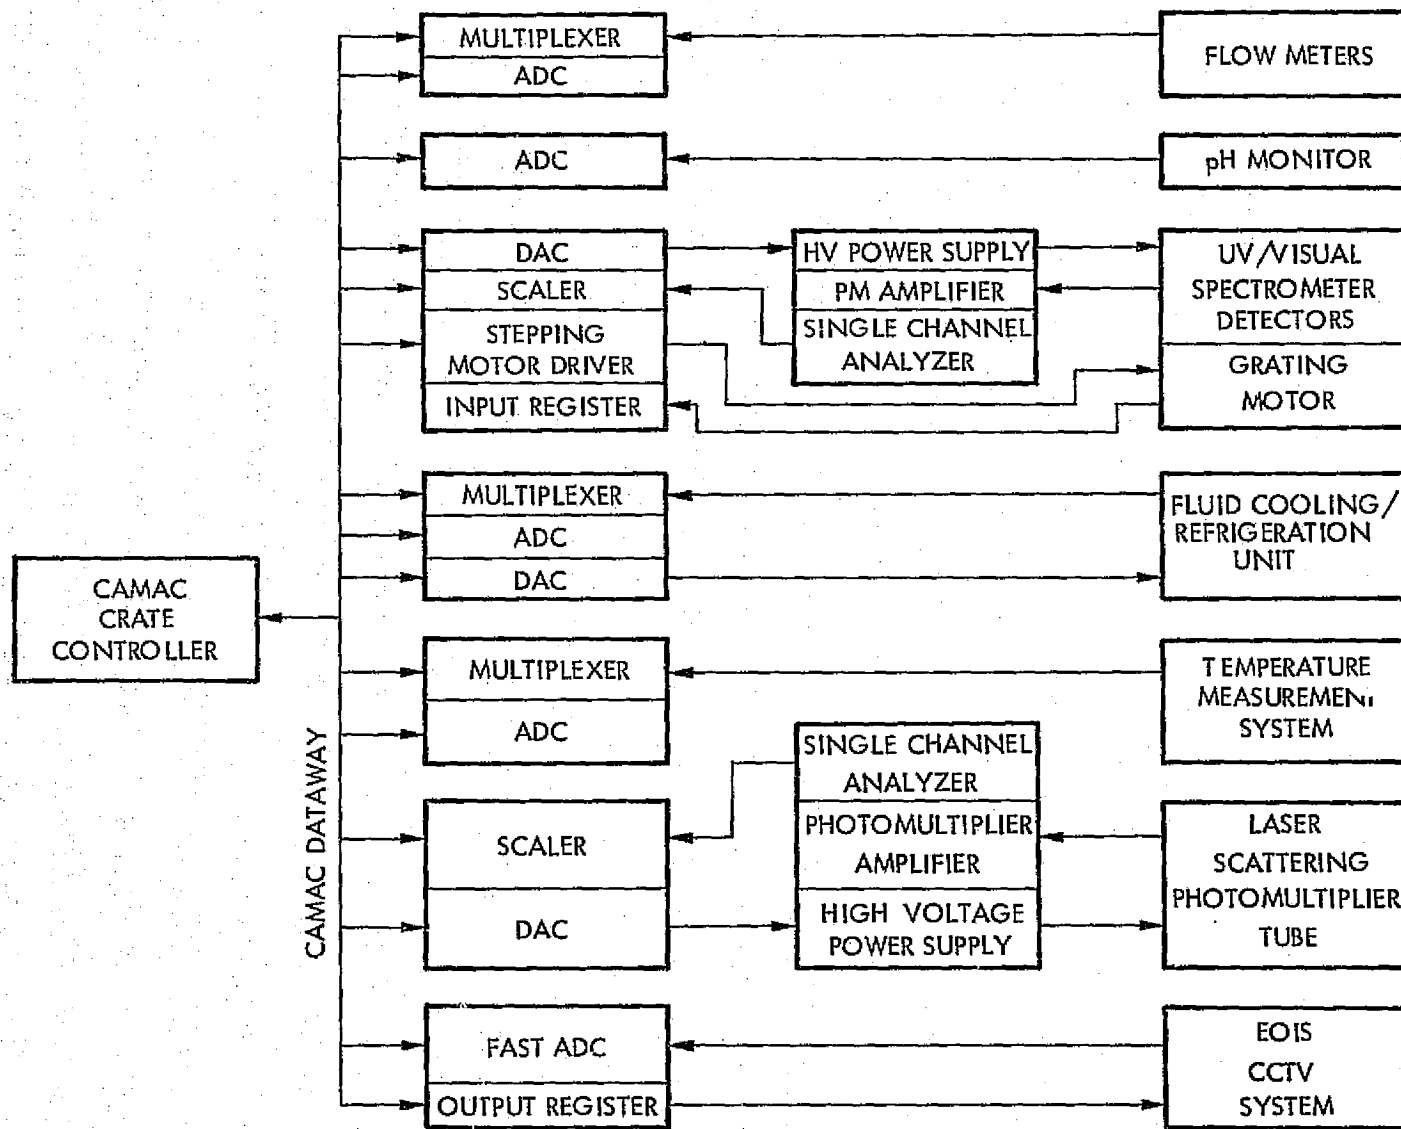 MULTIPLEXER
ADC
FLOW METERS
ADC
pH MONITOR
DAC
SCALER
STEPPING
MOTOR DRIVER
INPUT REGISTER
HV POWER SUPPLY
PM AMPLIFIER
SINGLE CHANNEL
ANALYZER
UV/VISUAL
SPECTROMETER
DETECTORS
GRATING
MOTOR
MULTIPLEXER
ADC
DAC
FLUID COOLING/
REFRIGERATION
UNIT
CAMAC
CRATE
CONTROLLER
CAMAC DATAWAY
MULTIPLEXER
ADC
TEMPERATURE
MEASUREMENT
SYSTEM
SCALER
DAC
SINGLE CHANNEL
ANALYZER
PHOTOMULTIPLIER
AMPLIFIER
HIGH VOLTAGE
POWER SUPPLY
LASER
SCATTERING
PHOTOMULTIPLIER
TUBE
FAST ADC
OUTPUT REGISTER
EOIS
CCTV
SYSTEM